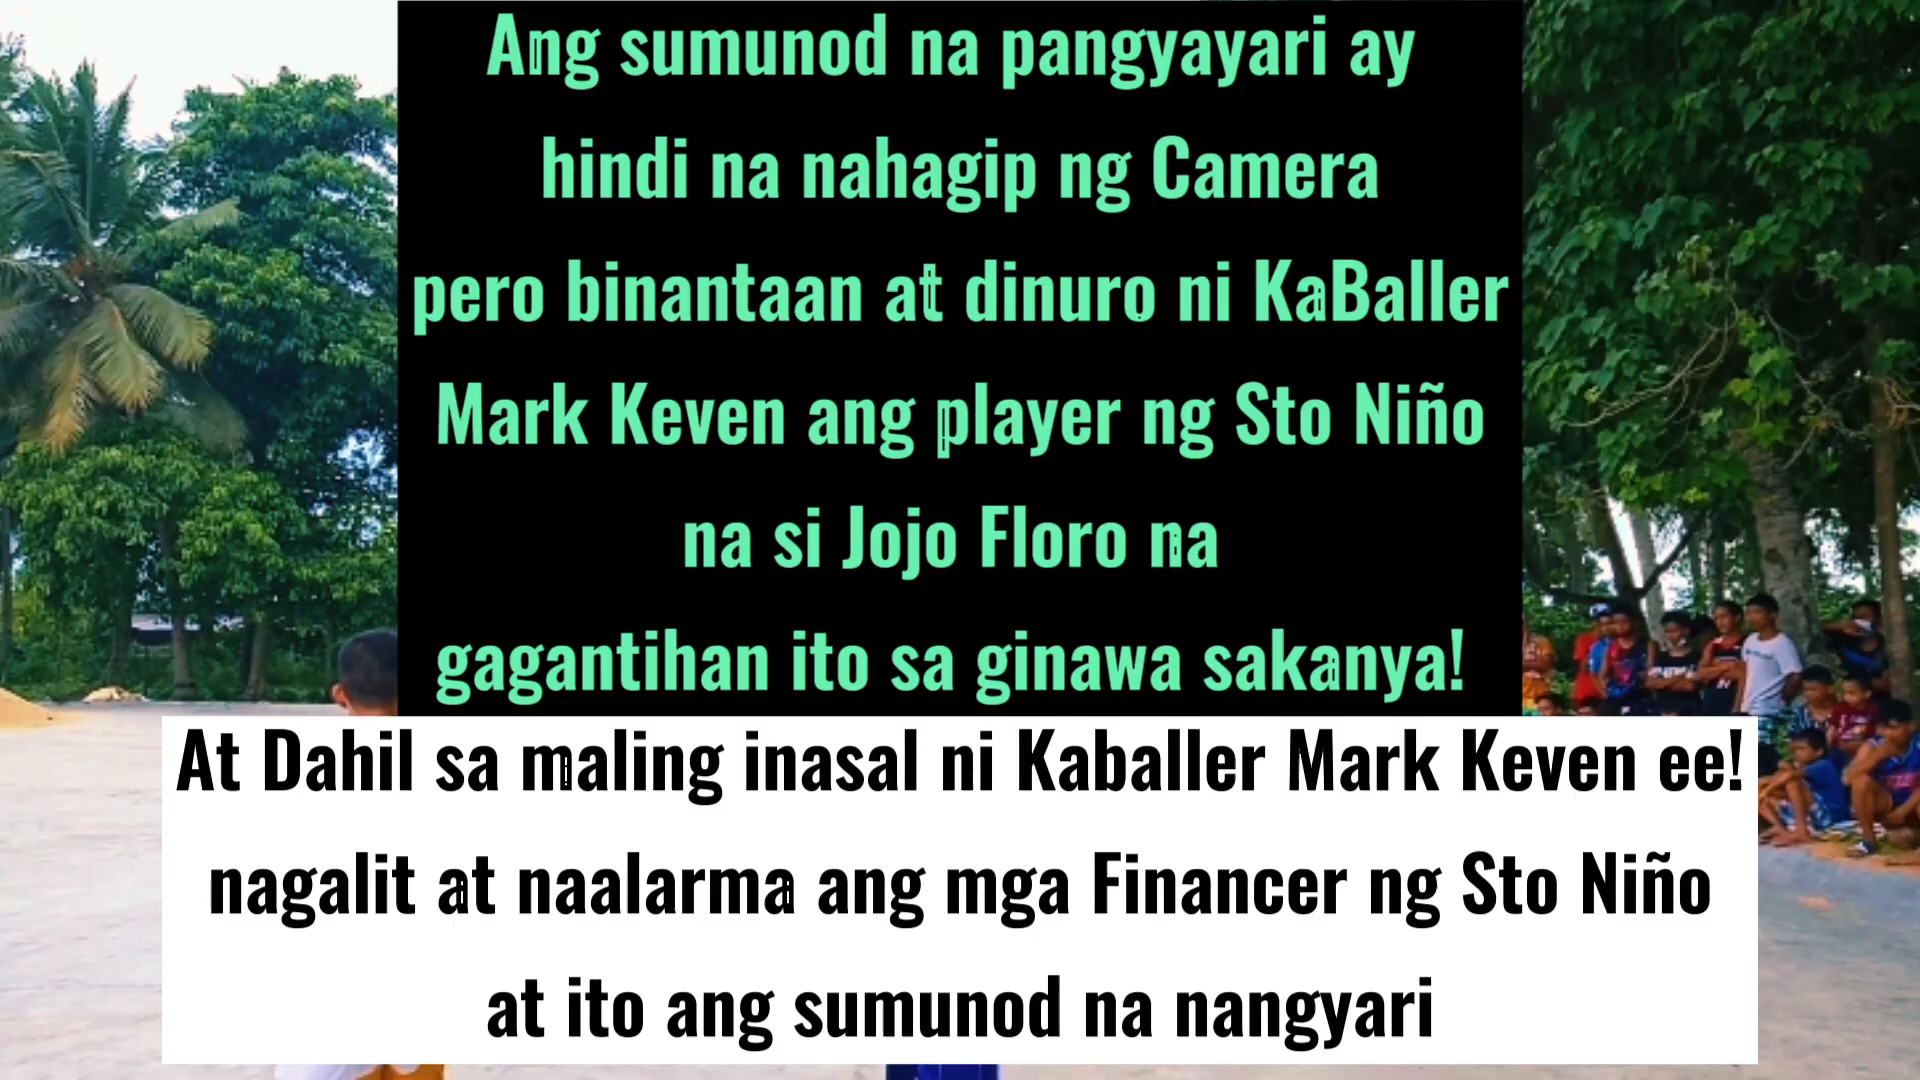 Ang sumunod na pangyayari ay
hindi na nahagip ng Camera
pero binantaan at dinuro ni KaBaller
Mark Keven ang player ng Sto Niño
na si Jojo Floro na
gagantihan ito sa ginawa sakanya!
At Dahil sa maling inasal ni Kaballer Mark Keven ee!
nagalit at naalarma ang mga Financer ng Sto Niño
at ito ang sumunod na nangyari